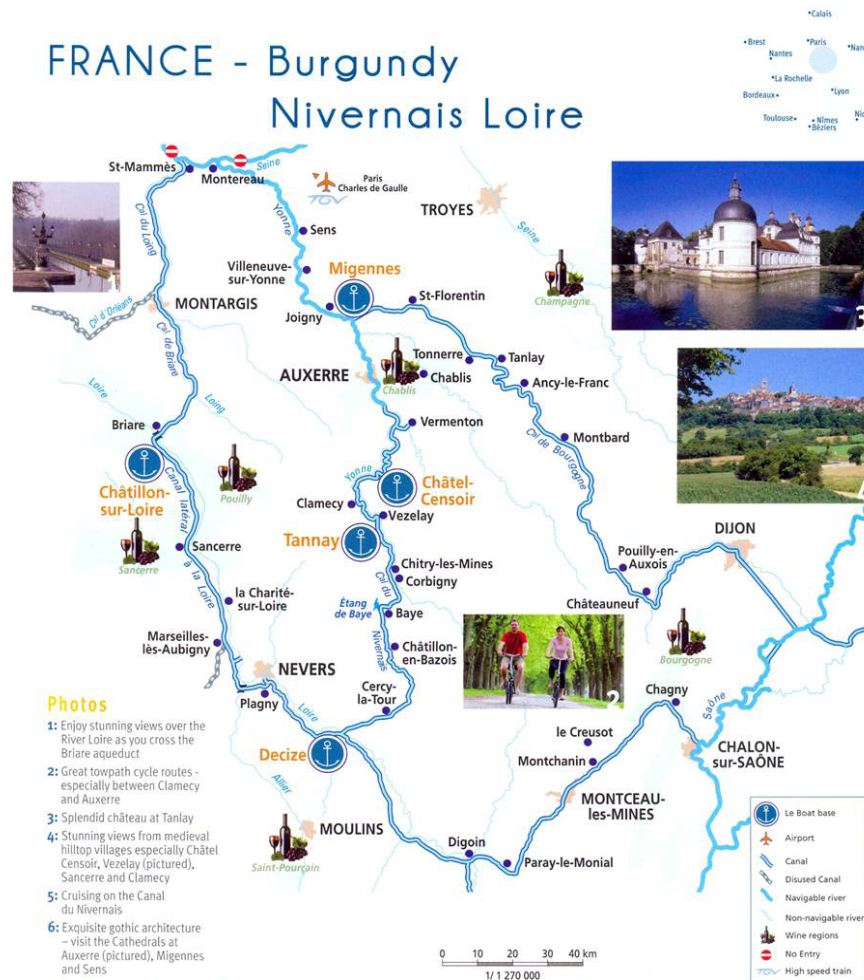 FRANCE - Burgundy
Nivernais Loire
Calais
Brest
Paris
Nantes
La Rochelle
Lyon
Bordeaux
Toulouse
Nîmes
Bèziers
St-Mammès
Montereau
Seine
Paris
Charles de Gaulle
TGV
TROYES
Seine
Cal du Loing
Yonne
Sens
Villeneuve-
sur-Yonne
Migennes
Champagne
3
Cal d'Orléans
MONTARGIS
Joigny
St-Florentin
Cal de Briare
AUXERRE
Tonnerre
Tanlay
Chablis
Chablis
Ancy-le-Franc
Loire
Loing
Briare
Vermenton
Cal de Bourgogne
Montbard
Canal latéral
à la Loire
Châtillon-
sur-Loire
Pouilly
Yonne
Châtel-
Censoir
4
Clamecy
Vezelay
Sancerre
Sancerre
Tannay
DIJON
Chitry-les-Mines
Corbigny
Pouilly-en-
Auxois
la Charité-
sur-Loire
Étang
de Baye
Baye
Cal du
Nivernais
Châteauneuf
Marseilles-
lès-Aubigny
Châtillon-
en-Bazois
Bourgogne
NEVERS
2
Plagny
Loire
Cercy-
la-Tour
Chagny
Saône
le Creusot
Decize
Montchanin
CHALON-
sur-SAÔNE
Allier
MONTCEAU-
les-MINES
MOULINS
Saint-Pourçain
Digoin
Paray-le-Monial
Photos
1: Enjoy stunning views over the
River Loire as you cross the
Briare aqueduct
2: Great towpath cycle routes -
especially between Clamecy
and Auxerre
3: Splendid château at Tanlay
4: Stunning views from medieval
hilltop villages especially Châtel
Censoir, Vezelay (pictured),
Sancerre and Clamecy
5: Cruising on the Canal
du Nivernais
6: Exquisite gothic architecture
– visit the Cathedrals at
Auxerre (pictured), Migennes
and Sens
0 10 20 30 40 km
1/ 1 270 000
Le Boat base
Airport
Canal
Disused Canal
Navigable river
Non-navigable river
Wine regions
No Entry
TGV High speed train